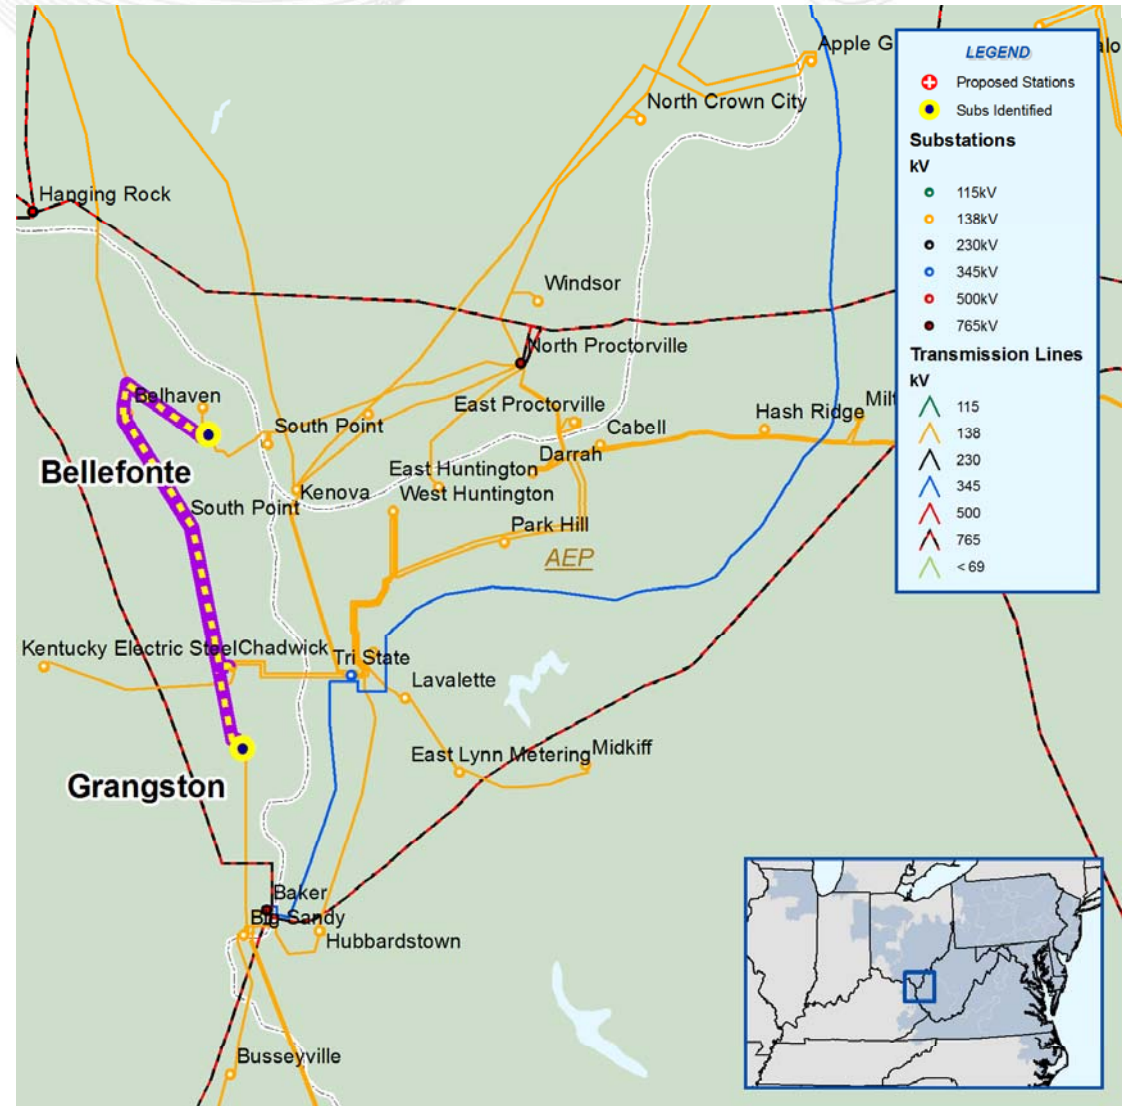 Apple G
alo
North Crown City
Hanging Rock
Windsor
North Proctorville
Belhaven
East Proctorville
Hash Ridge
Milt
South Point
Cabell
Bellefonte
Darrah
East Huntington
Kenova
West Huntington
South Point
Park Hill
AEP
Kentucky Electric Steel
Chadwick
Tri State
Lavalette
East Lynn Metering
Midkiff
Grangston
Baker
Big Sandy
Hubbardstown
Busseyville
LEGEND
Proposed Stations
Subs Identified
Substations
kV
115kV
138kV
230kV
345kV
500kV
765kV
Transmission Lines
kV
115
138
230
345
500
765
< 69